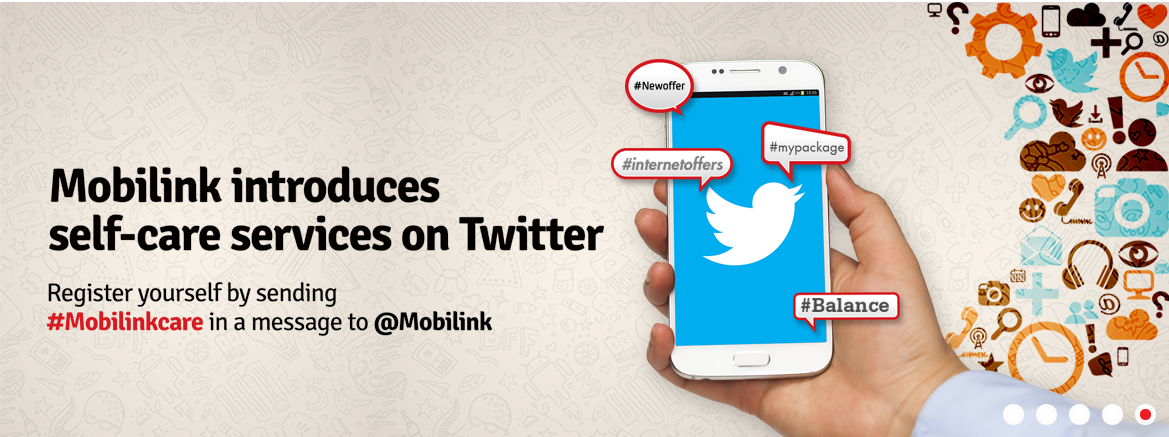 Mobilink introduces
self-care services on Twitter
Register yourself by sending
#Mobilinkcare in a message to @Mobilink
#Newoffer
#internetoffers
#mypackage
#Balance